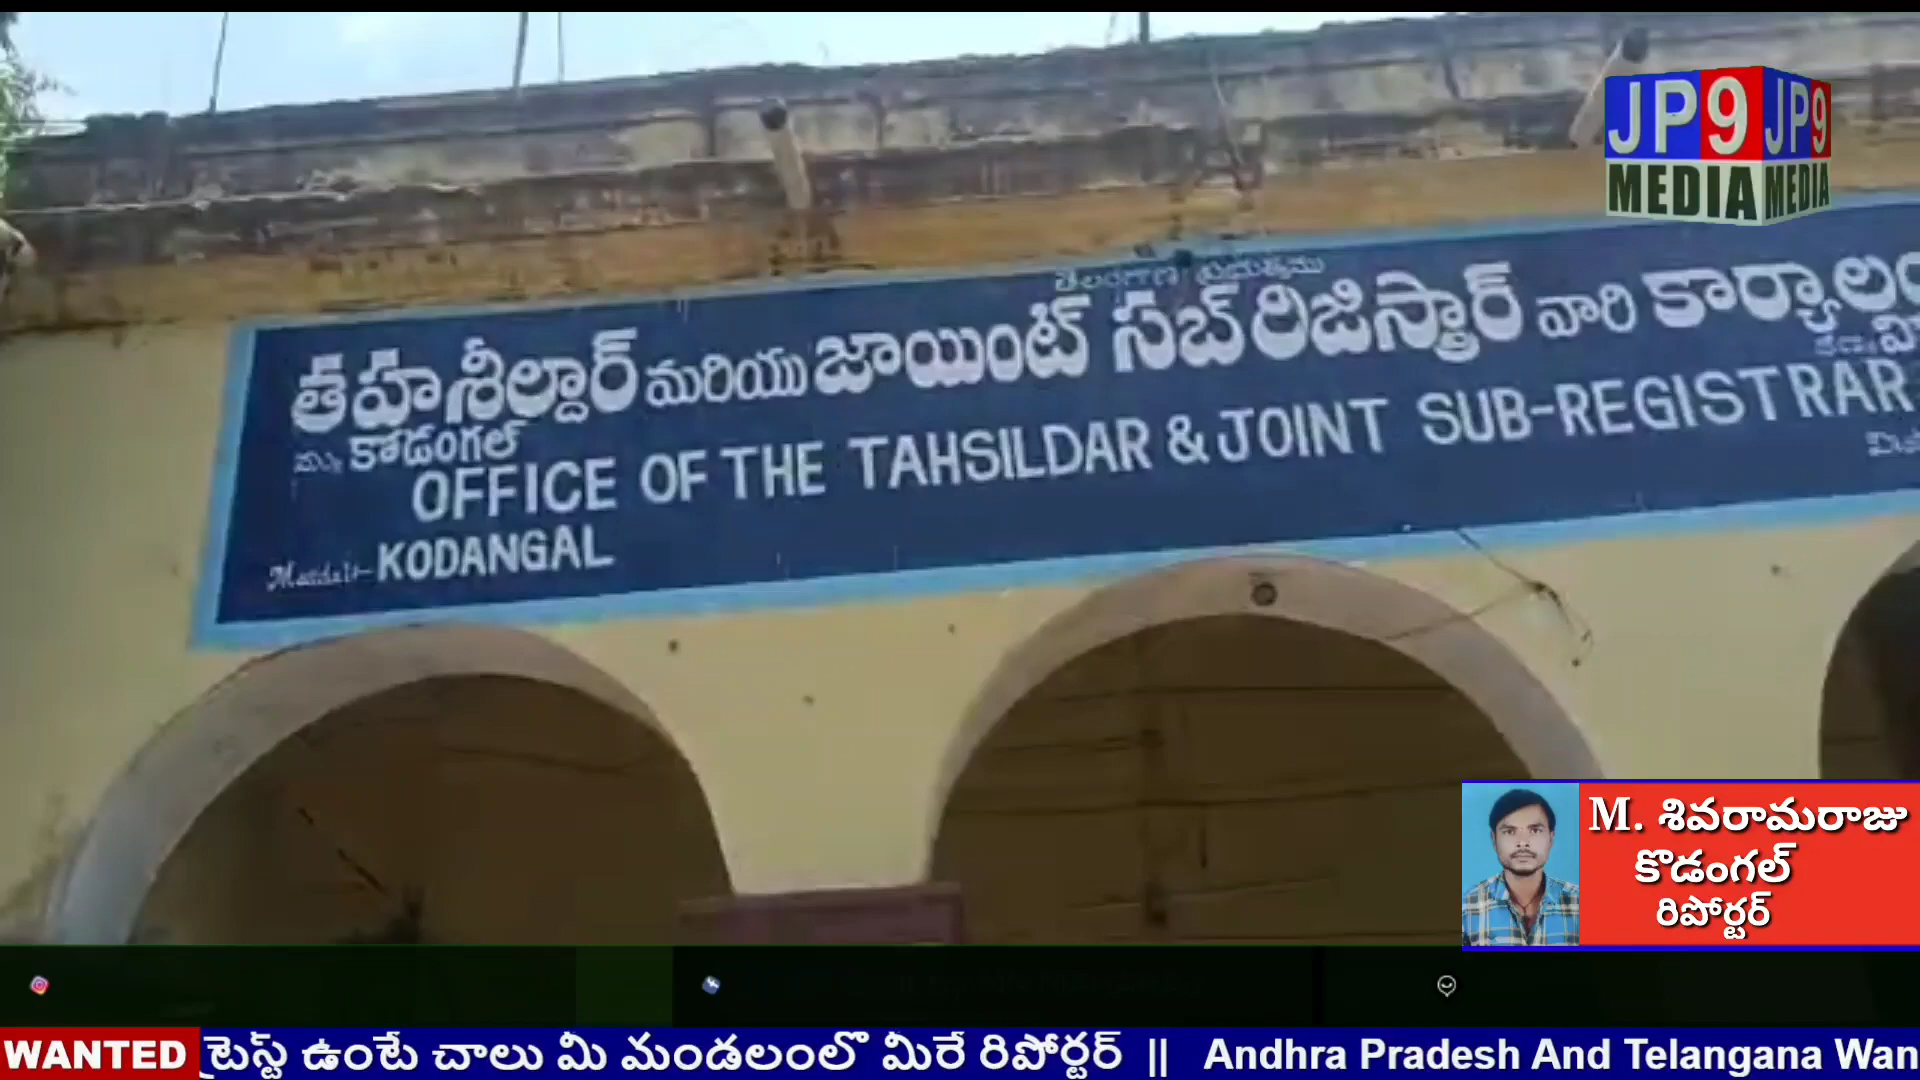 JP9 JP9
MEDIA MEDIA
తెలంగాణ ప్రభుత్వము
తహశీల్దార్ మరియు జాయింట్ సబ్ రిజిస్ట్రార్ వారి
కోడంగల్
OFFICE OF THE TAHSILDAR & JOINT SUB-REGISTRAR
Mandal:- KODANGAL
M. శివరామరాజు
కొడంగల్
రిపోర్టర్
WANTED ట్రెస్ట్ ఉంటే చాలు మీ మండలంలొ మీరే రిపోర్టర్ || Andhra Pradesh And Telangana Wan